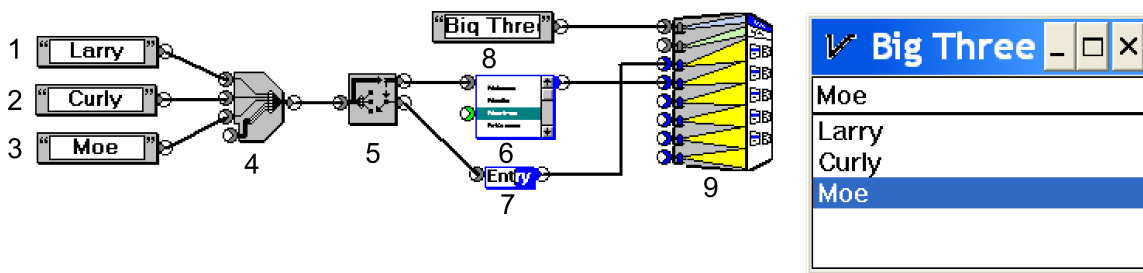 1
“ Larry ”
2
“ Curly ”
3
“ Moe ”
4
5
“Big Three
8
6
Entry
7
9
Big Three
Moe
Larry
Curly
Moe